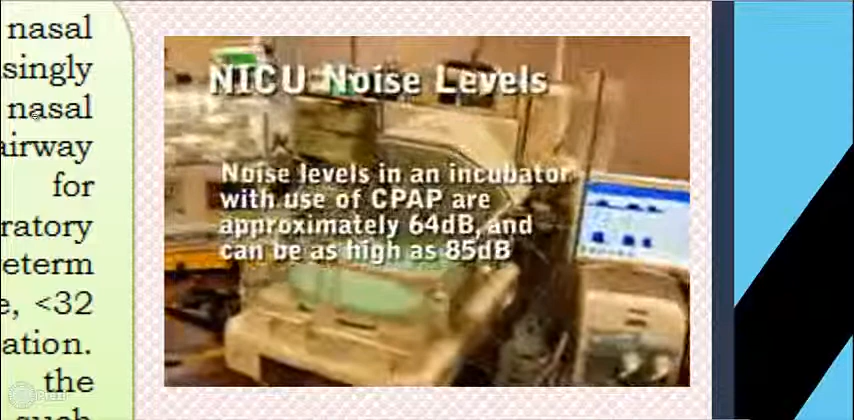 nasal
singly
nasal
airway
for
ratory
eterm
e, <32
ation.
the
such
NICU Noise Levels
Noise levels in an incubator
with use of CPAP are
approximately 64dB, and
can be as high as 85dB